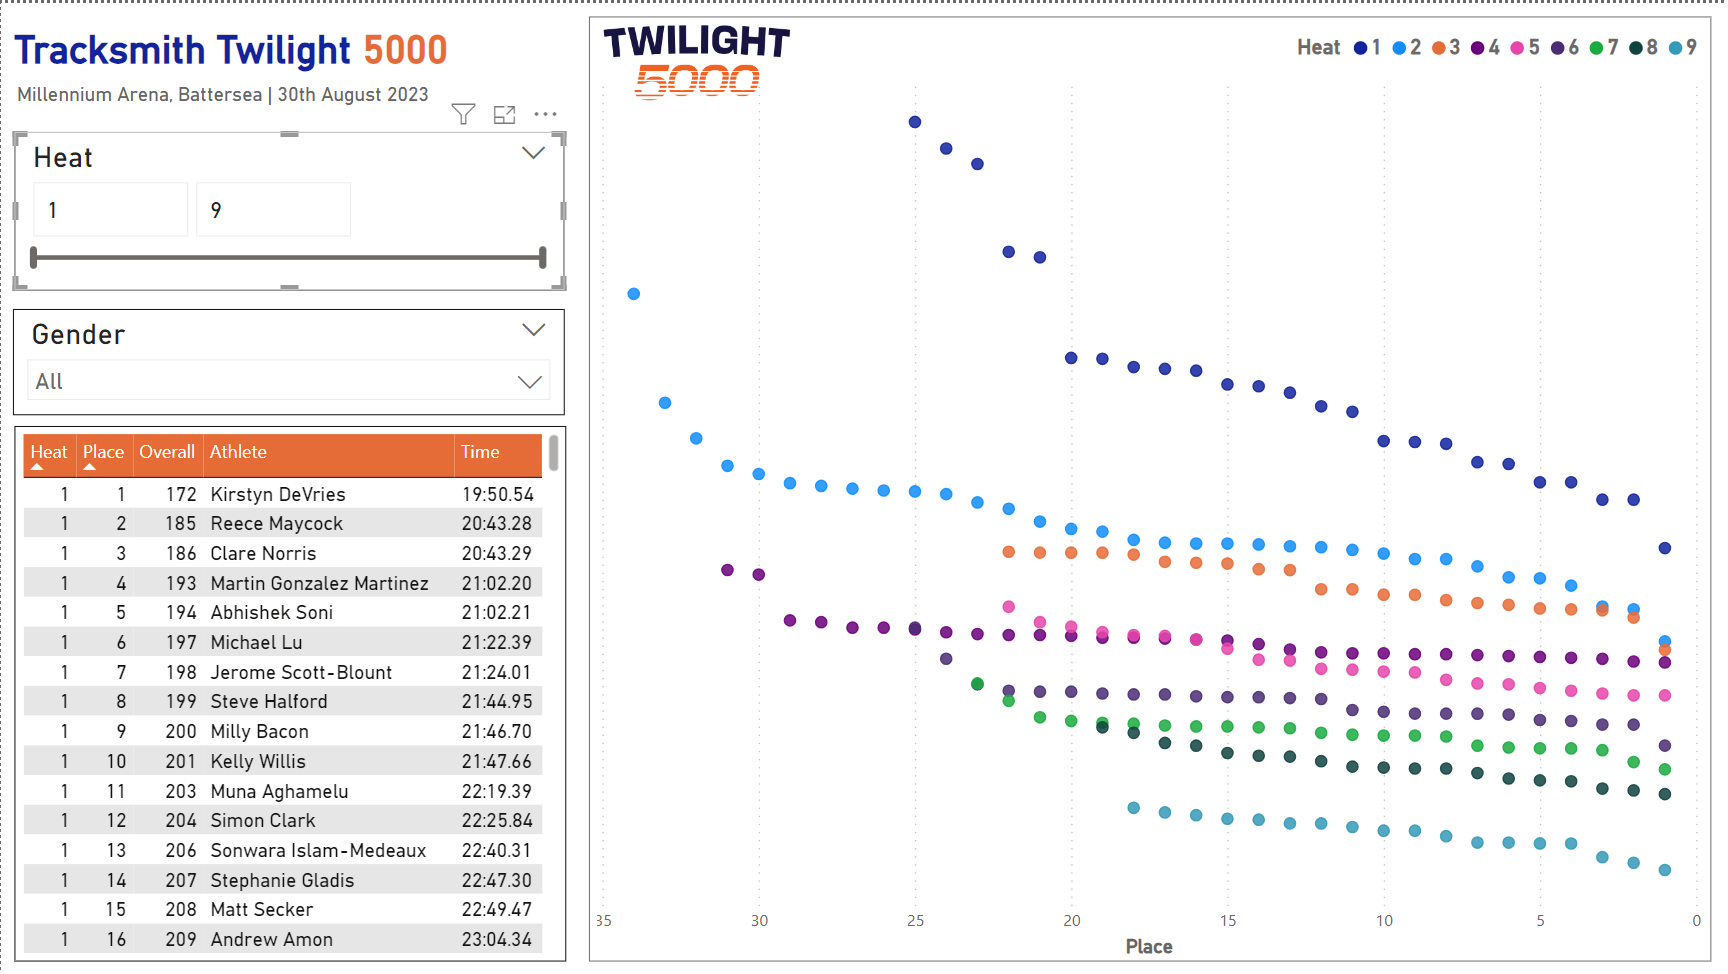 Tracksmith Twilight 5000
Millennium Arena, Battersea | 30th August 2023
Heat
1 9
Gender
All
Heat Place Overall Athlete Time
1 1 172 Kirstyn DeVries 19:50.54
1 2 185 Reece Maycock 20:43.28
1 3 186 Clare Norris 20:43.29
1 4 193 Martin Gonzalez Martinez 21:02.20
1 5 194 Abhishek Soni 21:02.21
1 6 197 Michael Lu 21:22.39
1 7 198 Jerome Scott-Blount 21:24.01
1 8 199 Steve Halford 21:44.95
1 9 200 Milly Bacon 21:46.70
1 10 201 Kelly Willis 21:47.66
1 11 203 Muna Aghamelu 22:19.39
1 12 204 Simon Clark 22:25.84
1 13 206 Sonwara Islam-Medeaux 22:40.31
1 14 207 Stephanie Gladis 22:47.30
1 15 208 Matt Secker 22:49.47
1 16 209 Andrew Amon 23:04.34
TWILIGHT
5000
Heat 1 2 3 4 5 6 7 8 9
35 30 25 20 15 10 5 0
Place